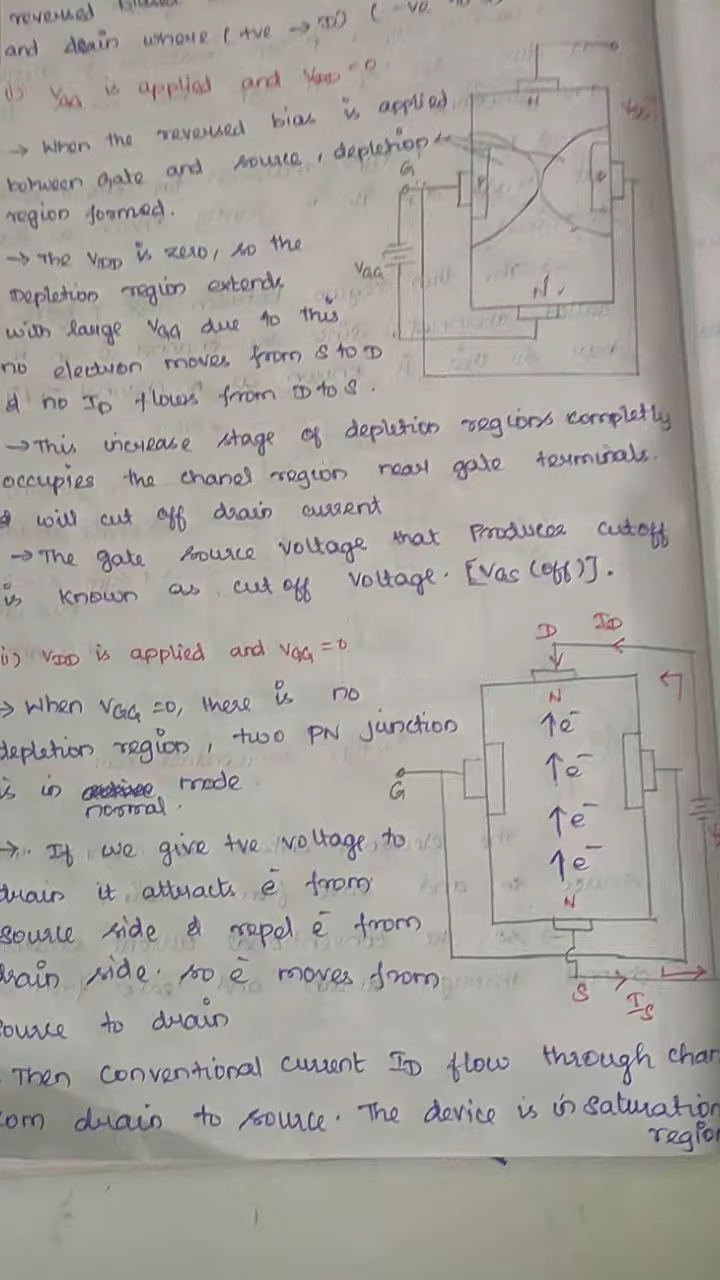 reversed
and drain where (+ve → D) (-ve
i) VGG is applied and VDD = 0
→ When the reversed bias is applied
between Gate and source, depletion
region formed.
→ The VDD is zero, so the
Depletion region extends
with large VGG due to this
no electron moves from S to D
& no ID flows from D to S.
→ This increase stage of depletion regions completly
occupies the chanel region near gate terminals.
& will cut off drain current
→ The gate source voltage that Produces cutoff
is known as cut off voltage. [VGS (off)].
N
G
P
P
VGG
N
ii) VDD is applied and VGG = 0
→ When VGG = 0, there is no
depletion region, two PN junction
is in mode
normal.
→ If we give +ve voltage to
drain it attracts e- from
source side & repel e- from
drain side. so e- moves from
source to drain
D
ID
N
↑e-
↑e-
↑e-
↑e-
N
G
S
IS
Then conventional current ID flow through chan
om drain to source. The device is in saturation
region